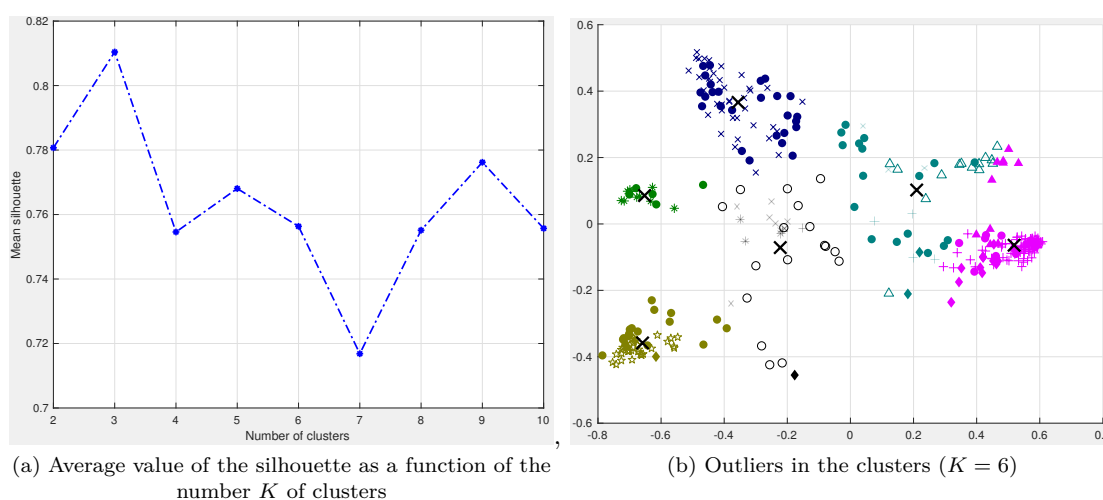 0.82
0.8
0.78
0.76
0.74
0.72
0.7
Mean silhouette
2 3 4 5 6 7 8 9 10
Number of clusters
,
0.6
0.4
0.2
0
-0.2
-0.4
-0.6
-0.8 -0.6 -0.4 -0.2 0 0.2 0.4 0.6 0.8
(a) Average value of the silhouette as a function of the
number K of clusters
(b) Outliers in the clusters (K = 6)